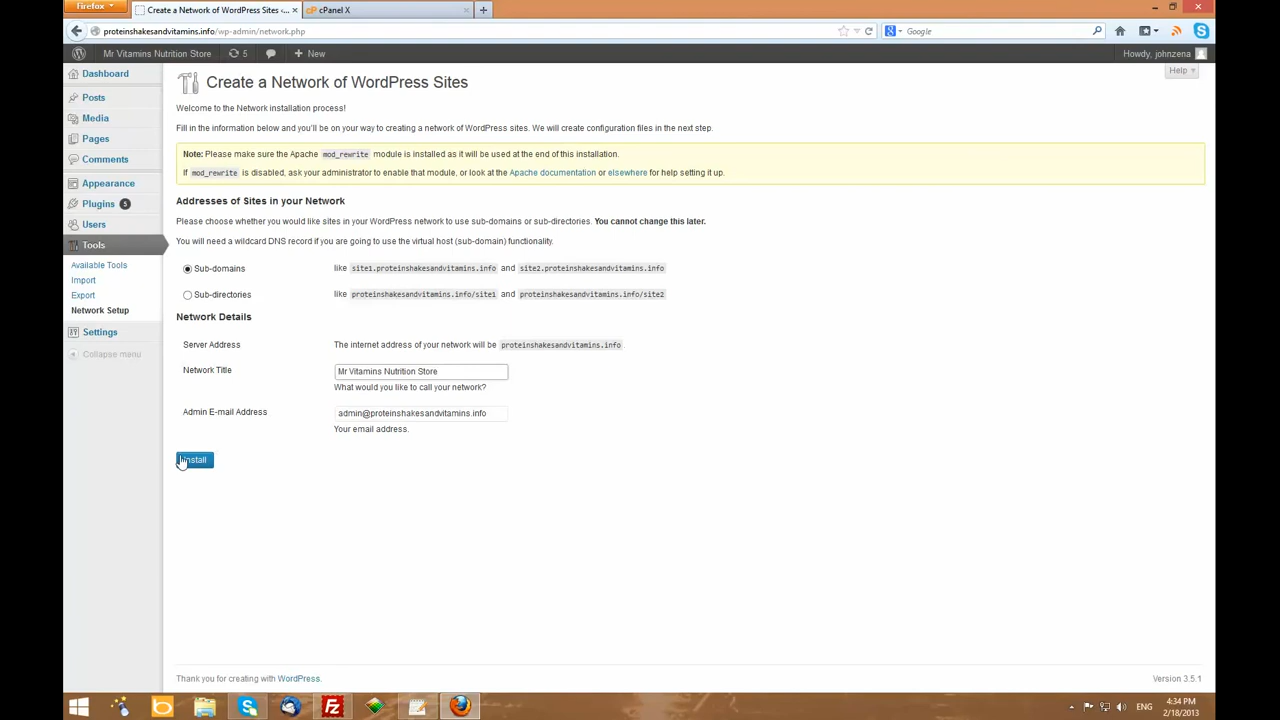 Firefox
Create a Network of WordPress Sites ‹...
cPanel X
proteinshakesandvitamins.info/wp-admin/network.php
Google
Mr Vitamins Nutrition Store
5
New
Howdy, johnzena
Help
Dashboard
Posts
Media
Pages
Comments
Appearance
Plugins 5
Users
Tools
Available Tools
Import
Export
Network Setup
Settings
Collapse menu
Create a Network of WordPress Sites
Welcome to the Network installation process!
Fill in the information below and you'll be on your way to creating a network of WordPress sites. We will create configuration files in the next step.
Note: Please make sure the Apache mod_rewrite module is installed as it will be used at the end of this installation.
If mod_rewrite is disabled, ask your administrator to enable that module, or look at the Apache documentation or elsewhere for help setting it up.
Addresses of Sites in your Network
Please choose whether you would like sites in your WordPress network to use sub-domains or sub-directories. You cannot change this later.
You will need a wildcard DNS record if you are going to use the virtual host (sub-domain) functionality.
Sub-domains like site1.proteinshakesandvitamins.info and site2.proteinshakesandvitamins.info
Sub-directories like proteinshakesandvitamins.info/site1 and proteinshakesandvitamins.info/site2
Network Details
Server Address The internet address of your network will be proteinshakesandvitamins.info.
Network Title Mr Vitamins Nutrition Store
What would you like to call your network?
Admin E-mail Address admin@proteinshakesandvitamins.info
Your email address.
Install
Thank you for creating with WordPress.
Version 3.5.1
ENG
4:34 PM
2/18/2013